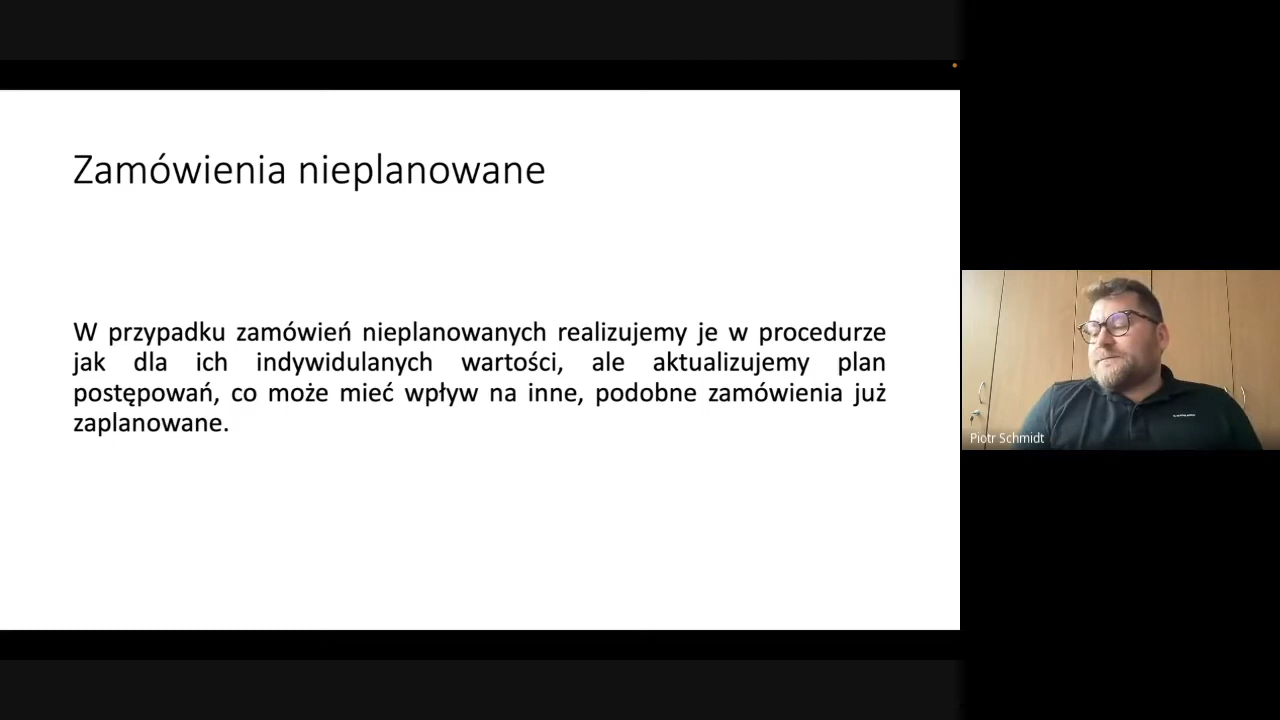 Zamówienia nieplanowane
W przypadku zamówień nieplanowanych realizujemy je w procedurze
jak dla ich indywidulanych wartości, ale aktualizujemy plan
postępowań, co może mieć wpływ na inne, podobne zamówienia już
zaplanowane.
Piotr Schmidt